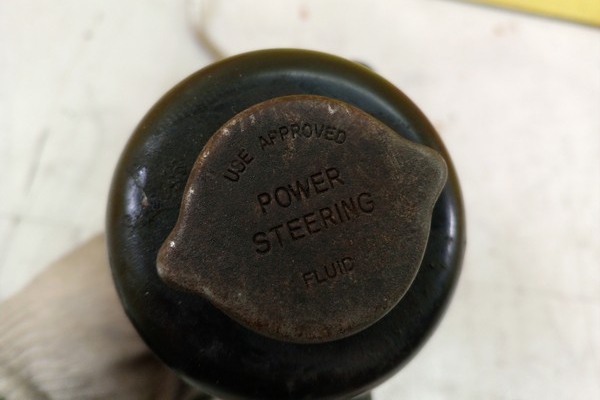 USE APPROVED
POWER
STEERING
FLUID